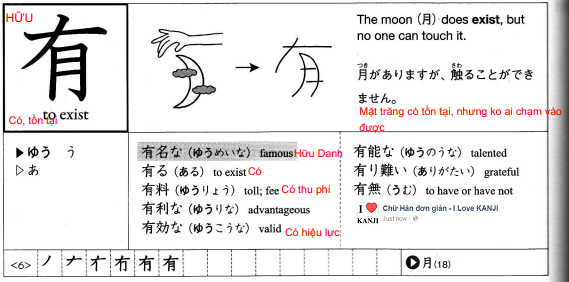 HỮU
有
to exist
Có, tồn tại
The moon (月) does exist, but
no one can touch it.
つき さわ
月がありますが、触ることができ
ません。
Mặt trăng có tồn tại, nhưng ko ai chạm vào
được
▶ゆう う
▷あ
有名な(ゆうめいな) famous Hữu Danh
有る(ある) to exist Có
有料(ゆうりょう) toll; fee Có thu phí
有利な(ゆうりな) advantageous
有効な(ゆうこうな) valid Có hiệu lực
有能な(ゆうのうな) talented
有り難い(ありがたい) grateful
有無(うむ) to have or have not
I ❤ KANJI
Chữ Hán đơn giản - I Love KANJI
Just now
<6> ノ ナ 冇 有 有
▶月(18)